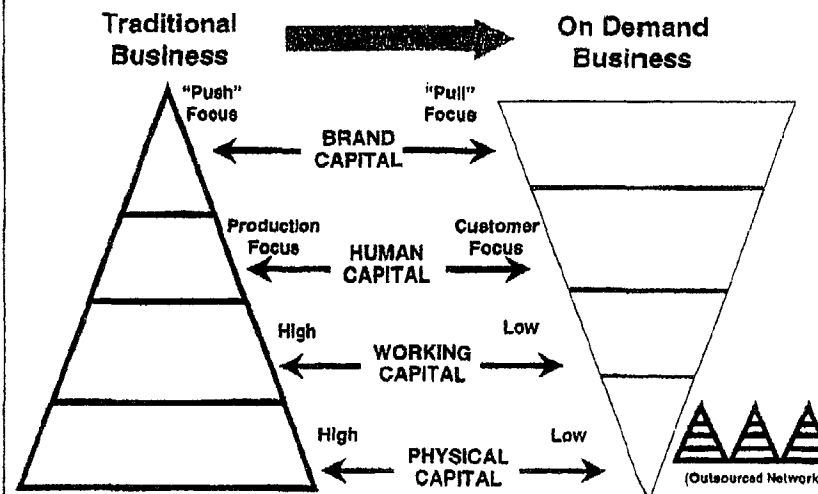 Traditional
Business
On Demand
Business
"Push"
Focus
"Pull"
Focus
BRAND
CAPITAL
Production
Focus
Customer
Focus
HUMAN
CAPITAL
High
Low
WORKING
CAPITAL
High
Low
PHYSICAL
CAPITAL
(Outsourced Network